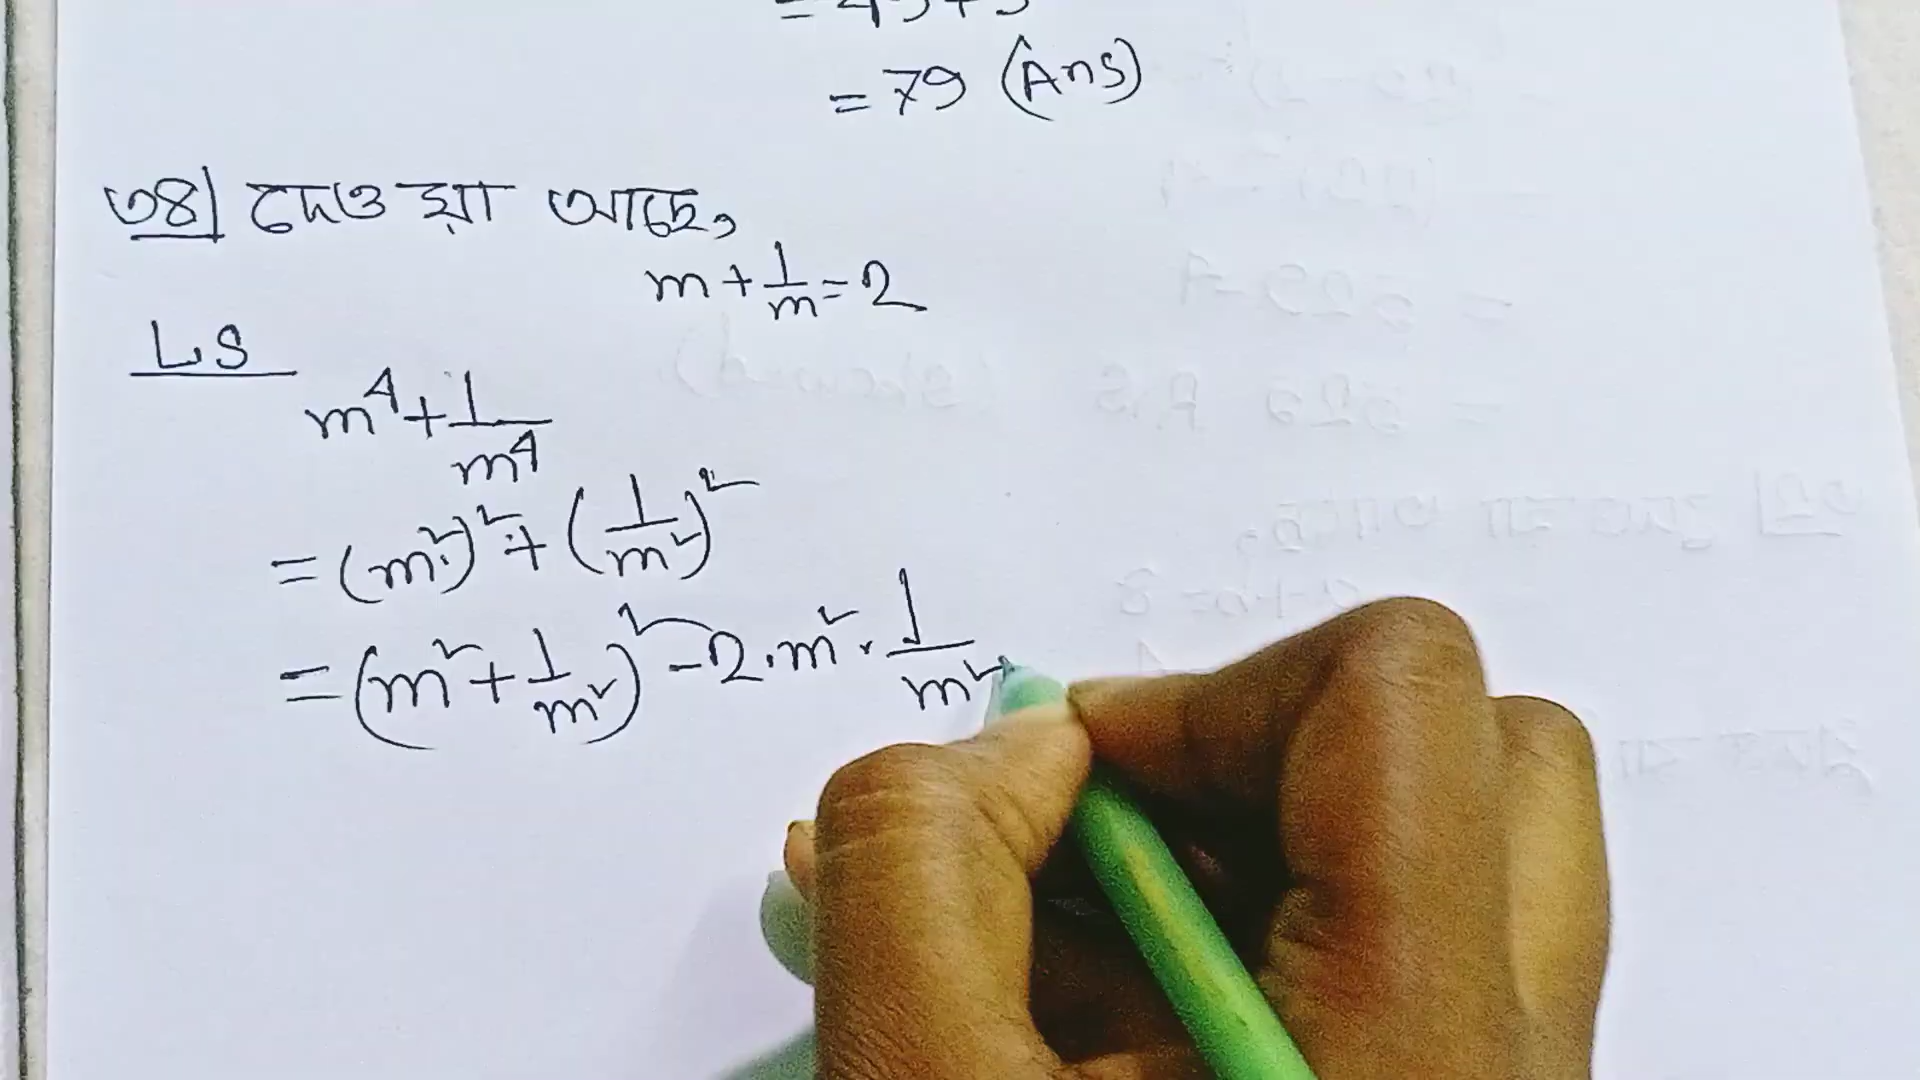 = 79 (Ans)
৩৪| দেওয়া আছে,
m + 1/m = 2
L.S
m⁴ + 1/m⁴
= (m²)² + (1/m²)²
= (m² + 1/m²)² - 2.m² . 1/m²